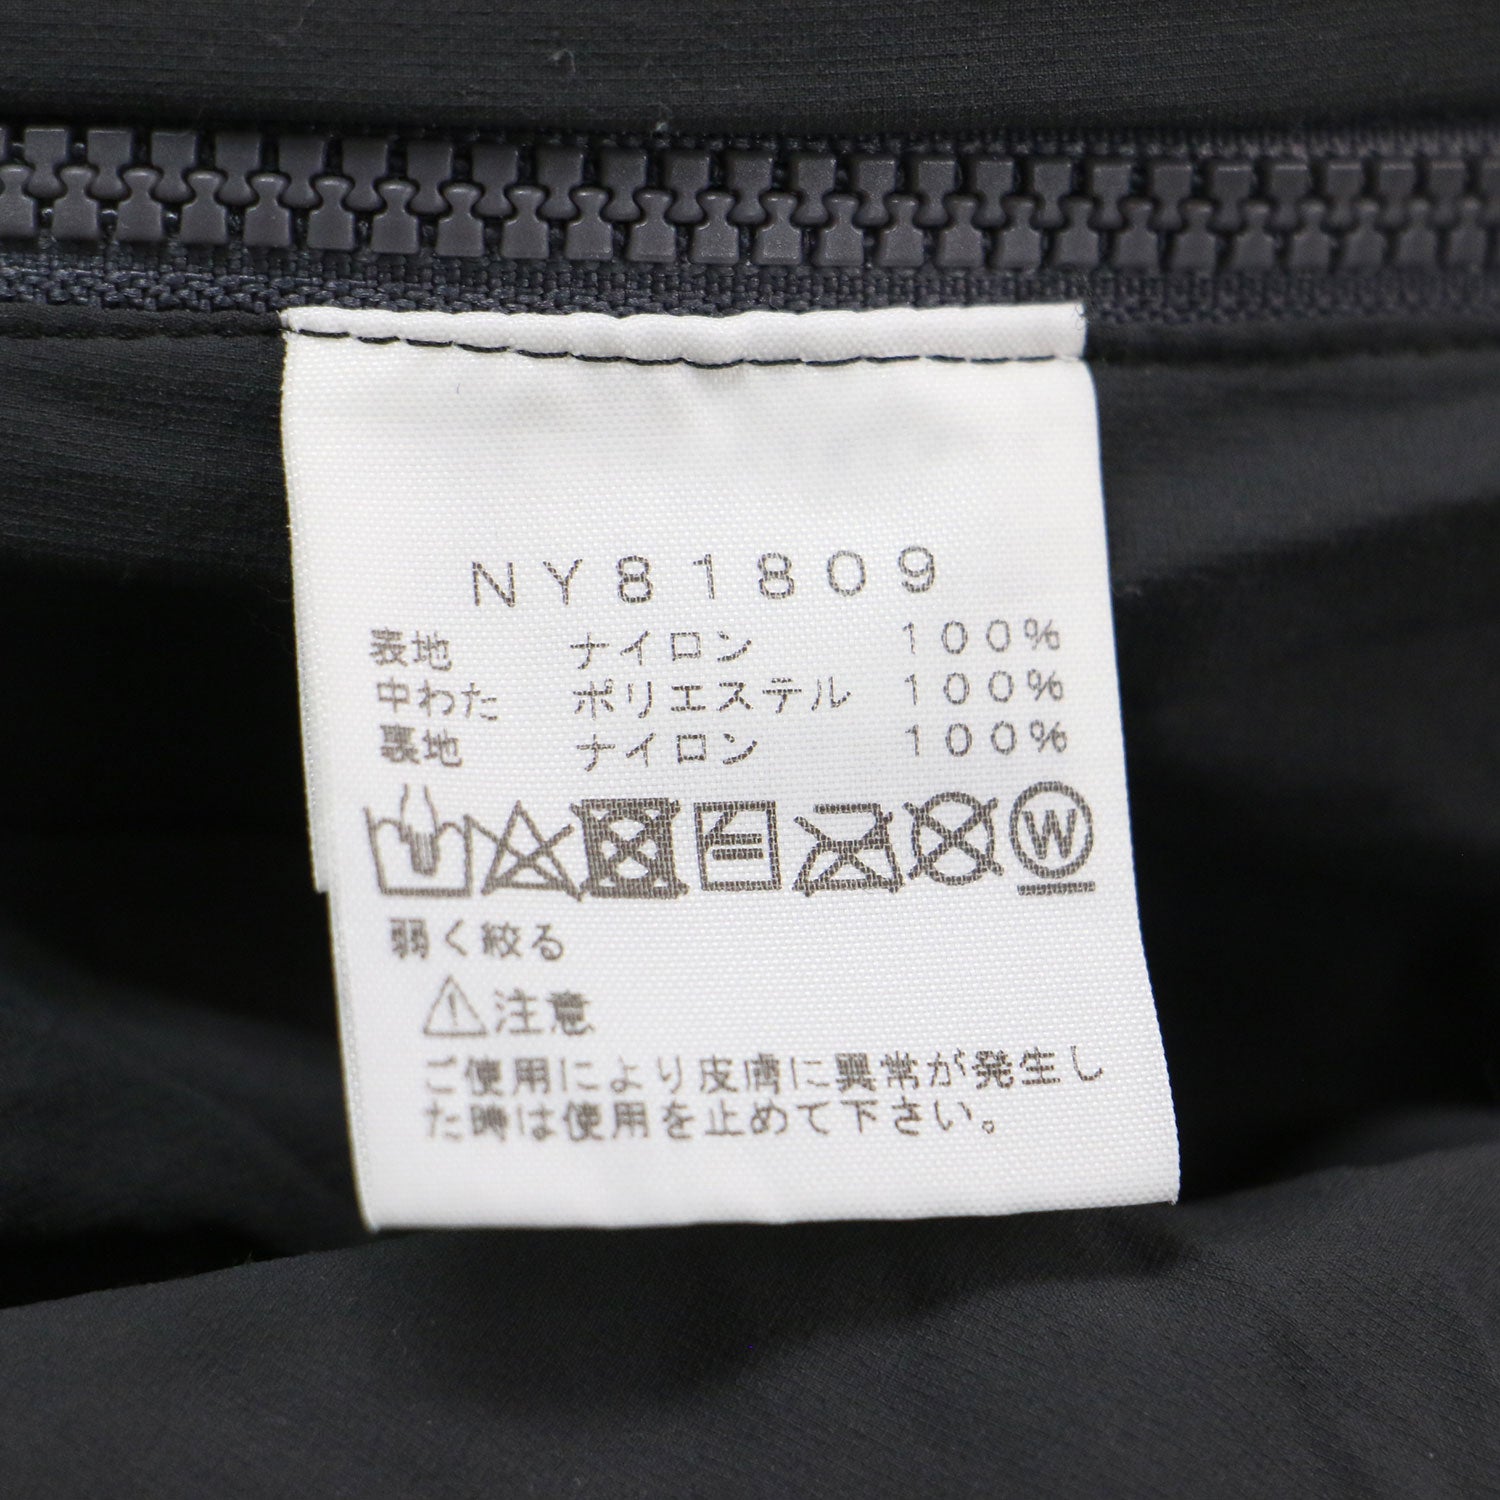 NY81809
表地 ナイロン 100%
中わた ポリエステル 100%
裏地 ナイロン 100%
W
弱く絞る
注意
ご使用により皮膚に異常が発生し
た時は使用を止めて下さい。